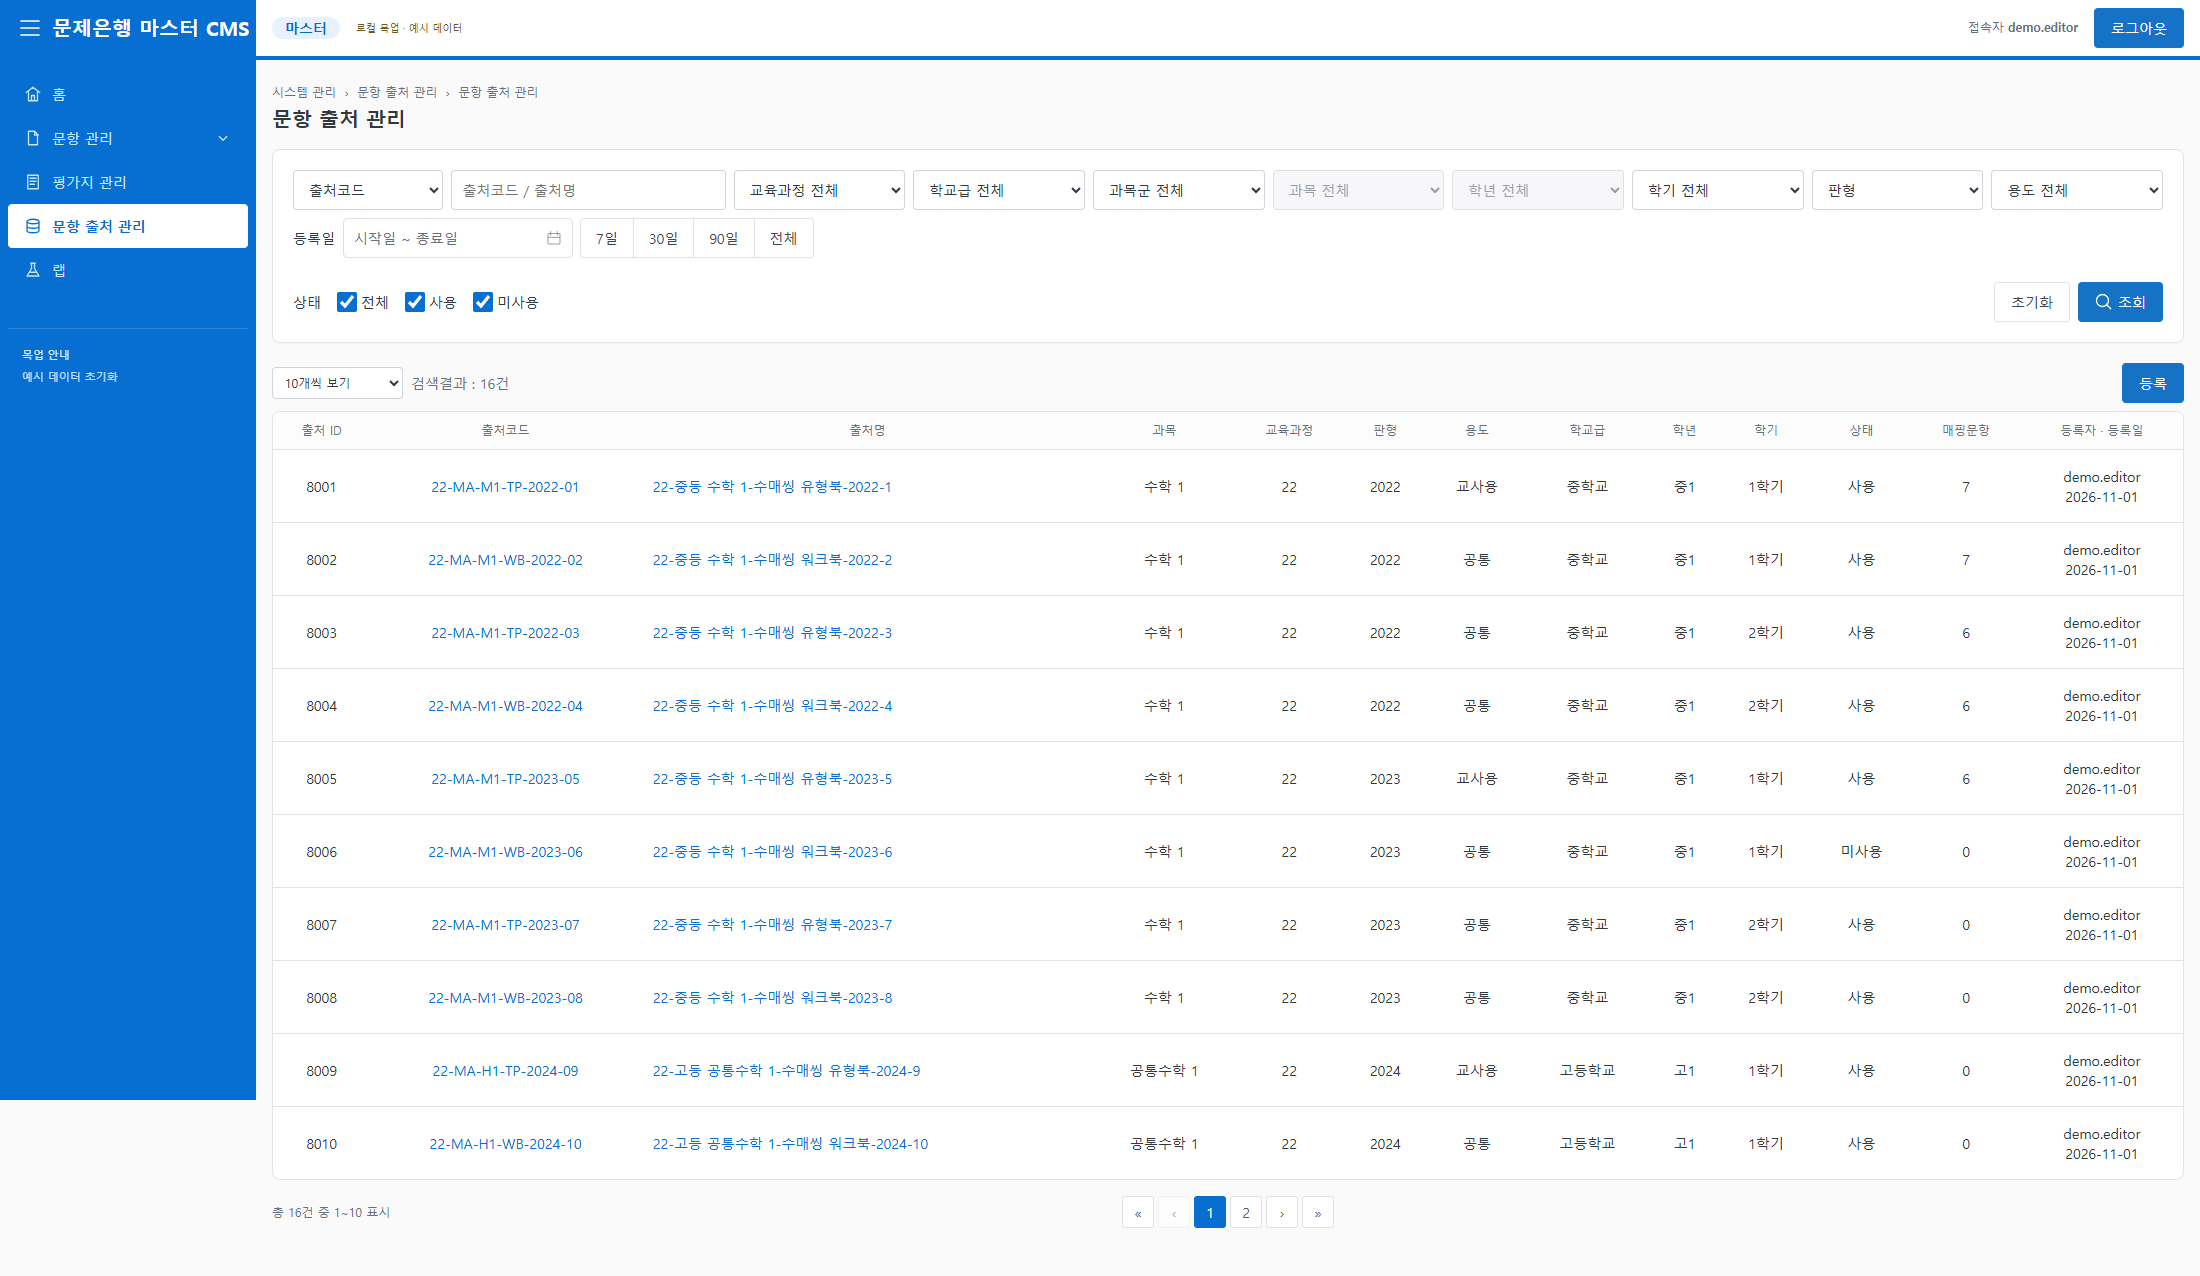 문제은행 마스터 CMS
마스터 로컬 목업 · 예시 데이터
접속자 demo.editor 로그아웃
홈
문항 관리
평가지 관리
문항 출처 관리
랩
목업 안내
예시 데이터 초기화
시스템 관리 › 문항 출처 관리 › 문항 출처 관리
문항 출처 관리
출처코드 출처코드 / 출처명 교육과정 전체 학교급 전체 과목군 전체 과목 전체 학년 전체 학기 전체 판형 용도 전체
등록일 시작일 ~ 종료일 7일 30일 90일 전체
상태 전체 사용 미사용 초기화 조회
10개씩 보기 검색결과 : 16건 등록
출처 ID 출처코드 출처명 과목 교육과정 판형 용도 학교급 학년 학기 상태 매핑문항 등록자 · 등록일
8001 22-MA-M1-TP-2022-01 22-중등 수학 1-수매씽 유형북-2022-1 수학 1 22 2022 교사용 중학교 중1 1학기 사용 7 demo.editor
2026-11-01
8002 22-MA-M1-WB-2022-02 22-중등 수학 1-수매씽 워크북-2022-2 수학 1 22 2022 공통 중학교 중1 1학기 사용 7 demo.editor
2026-11-01
8003 22-MA-M1-TP-2022-03 22-중등 수학 1-수매씽 유형북-2022-3 수학 1 22 2022 공통 중학교 중1 2학기 사용 6 demo.editor
2026-11-01
8004 22-MA-M1-WB-2022-04 22-중등 수학 1-수매씽 워크북-2022-4 수학 1 22 2022 공통 중학교 중1 2학기 사용 6 demo.editor
2026-11-01
8005 22-MA-M1-TP-2023-05 22-중등 수학 1-수매씽 유형북-2023-5 수학 1 22 2023 교사용 중학교 중1 1학기 사용 6 demo.editor
2026-11-01
8006 22-MA-M1-WB-2023-06 22-중등 수학 1-수매씽 워크북-2023-6 수학 1 22 2023 공통 중학교 중1 1학기 미사용 0 demo.editor
2026-11-01
8007 22-MA-M1-TP-2023-07 22-중등 수학 1-수매씽 유형북-2023-7 수학 1 22 2023 공통 중학교 중1 2학기 사용 0 demo.editor
2026-11-01
8008 22-MA-M1-WB-2023-08 22-중등 수학 1-수매씽 워크북-2023-8 수학 1 22 2023 공통 중학교 중1 2학기 사용 0 demo.editor
2026-11-01
8009 22-MA-H1-TP-2024-09 22-고등 공통수학 1-수매씽 유형북-2024-9 공통수학 1 22 2024 교사용 고등학교 고1 1학기 사용 0 demo.editor
2026-11-01
8010 22-MA-H1-WB-2024-10 22-고등 공통수학 1-수매씽 워크북-2024-10 공통수학 1 22 2024 공통 고등학교 고1 1학기 사용 0 demo.editor
2026-11-01
총 16건 중 1~10 표시 « ‹ 1 2 › »